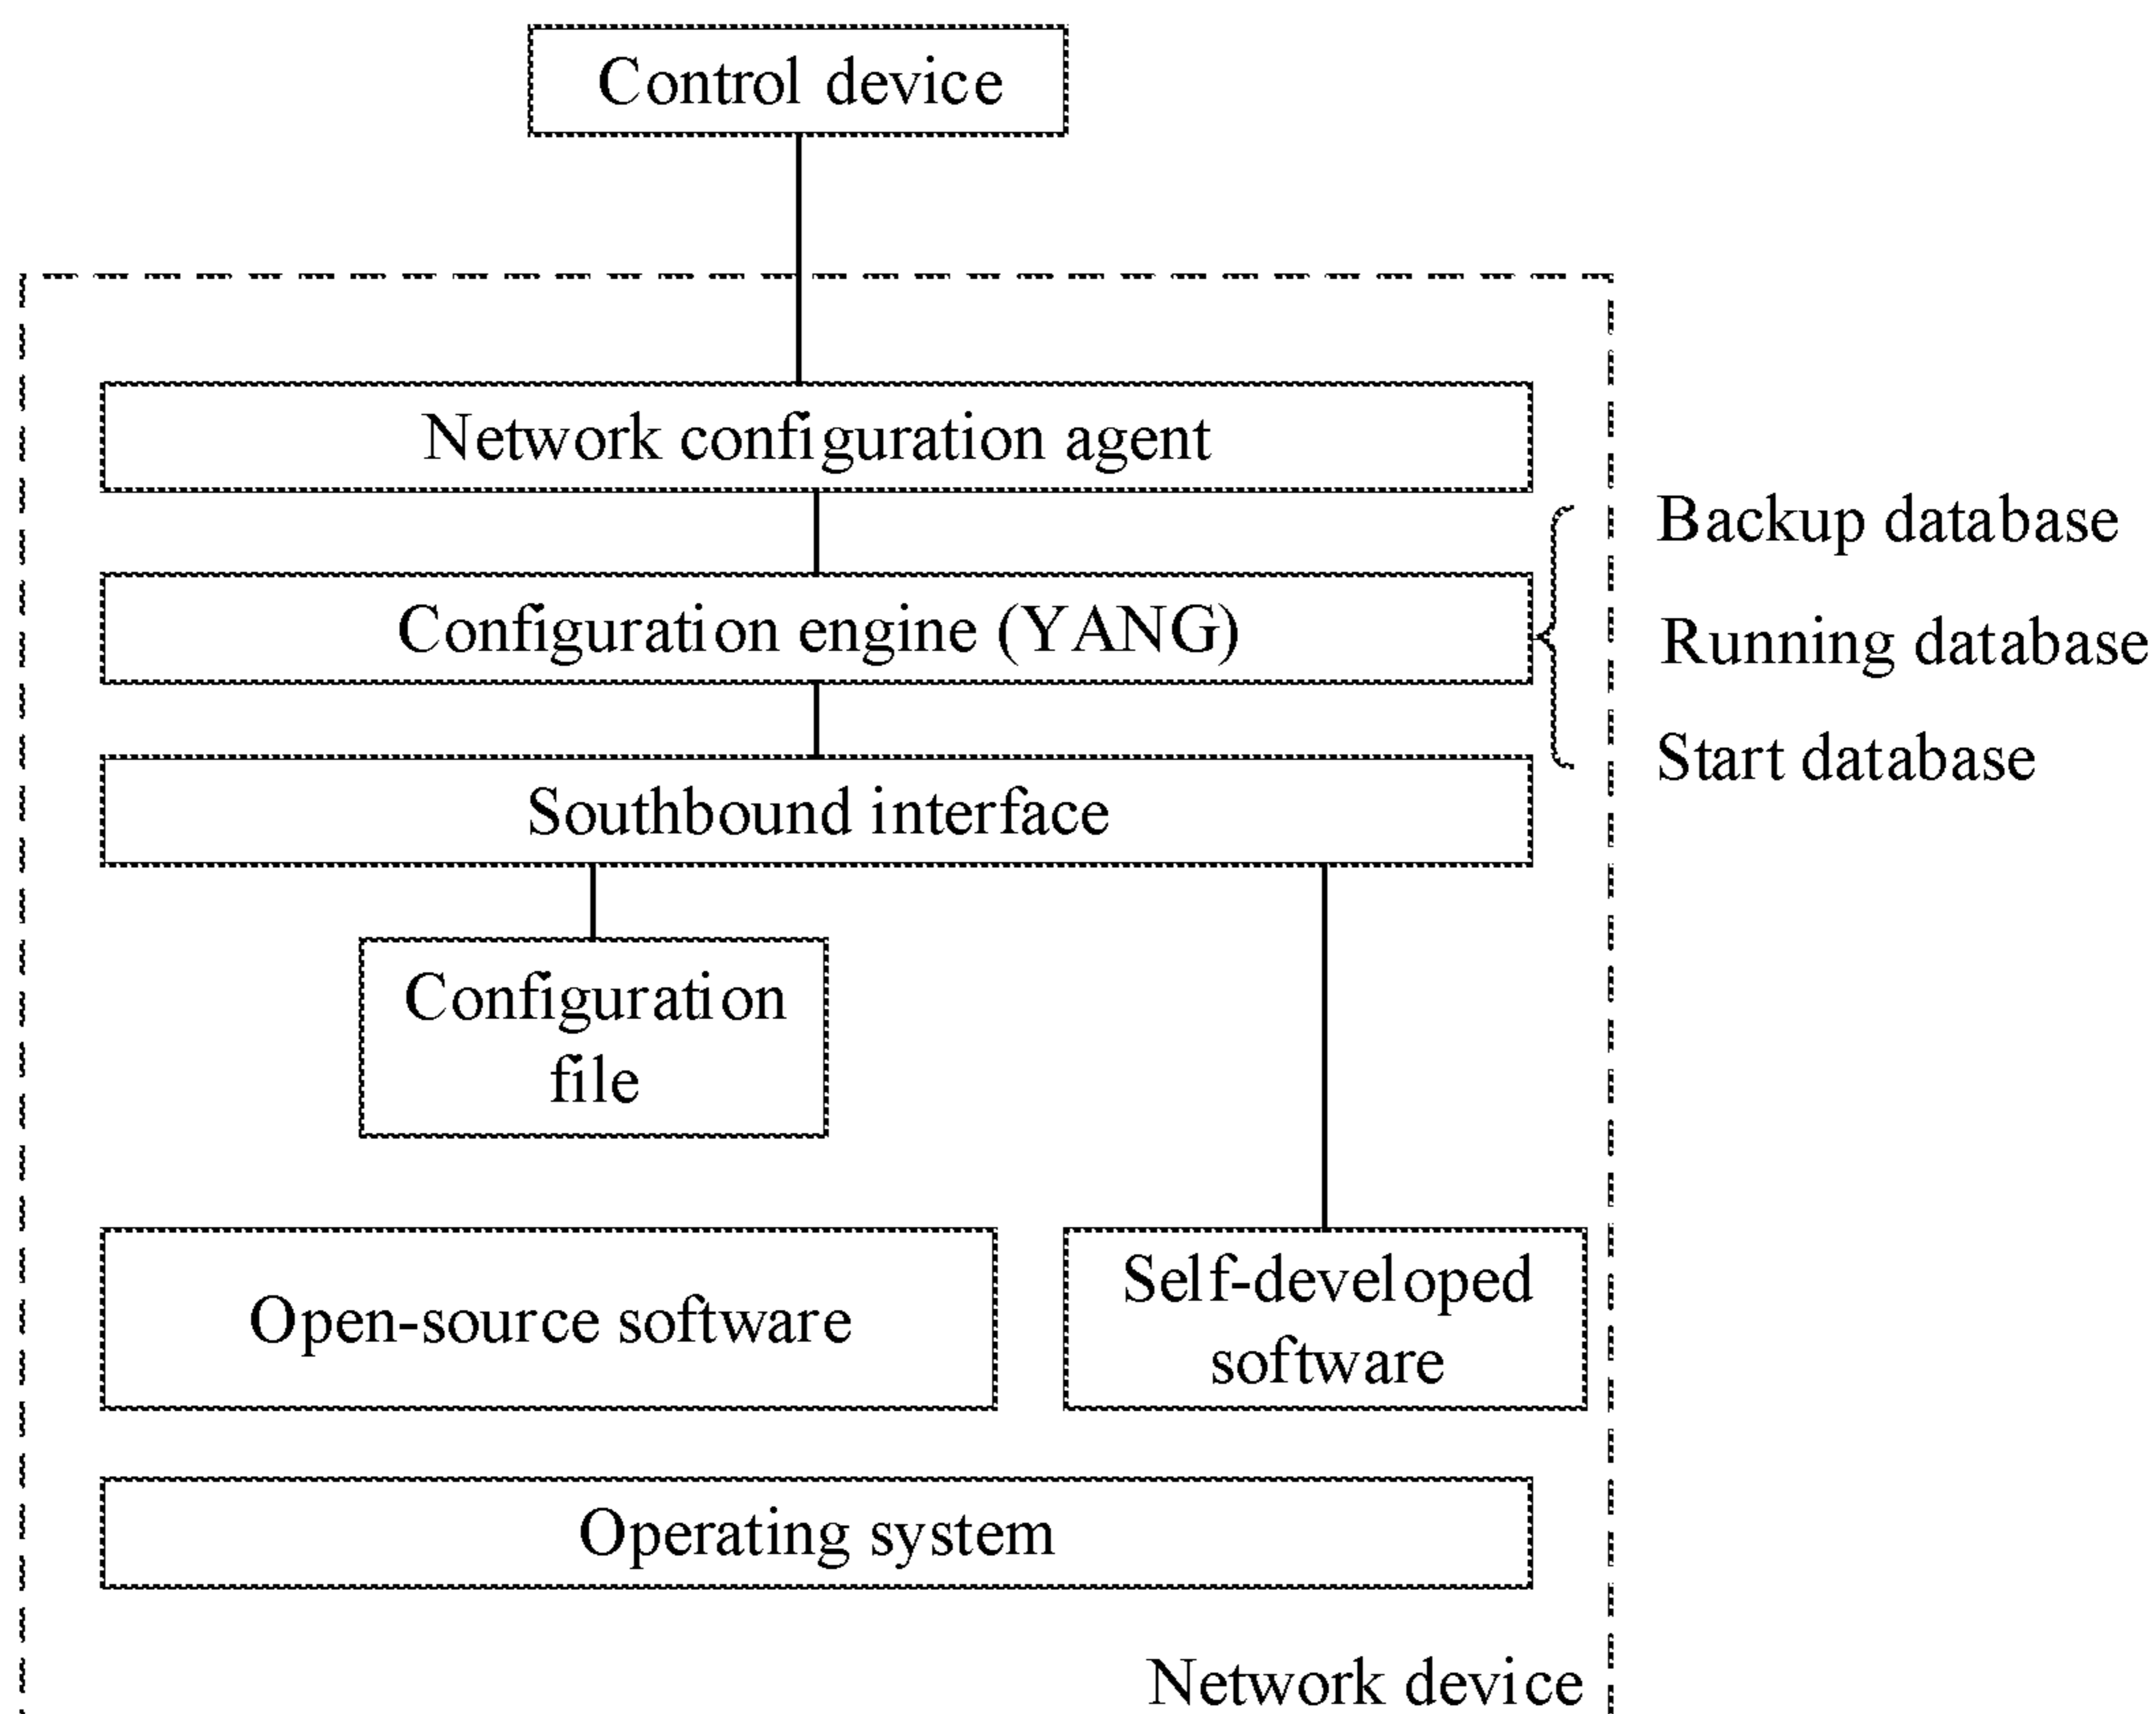 Control device
Network configuration agent
Backup database
Configuration engine (YANG)
Running database
Start database
Southbound interface
Configuration
file
Open-source software
Self-developed
software
Operating system
Network device